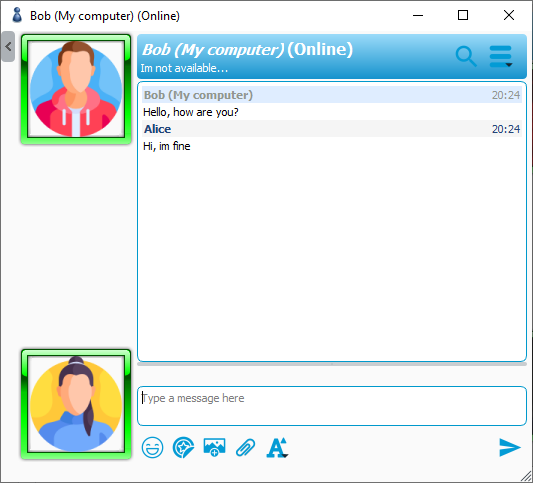 Bob (My computer) (Online)
Bob (My computer) (Online)
Im not available...
Bob (My computer) 20:24
Hello, how are you?
Alice 20:24
Hi, im fine
Type a message here